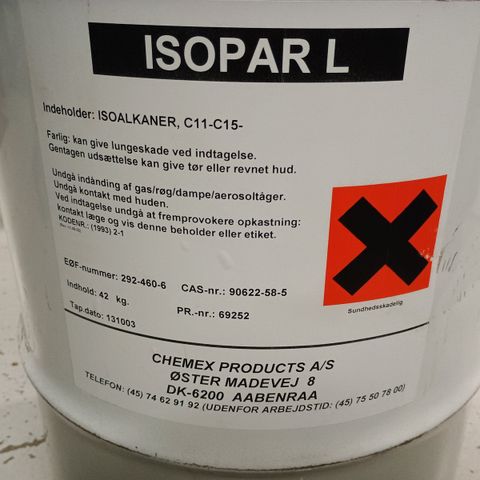 ISOPAR L
Indeholder: ISOALKANER, C11-C15-
Farlig: kan give lungeskade ved indtagelse.
Gentagen udsættelse kan give tør eller revnet hud.
Undgå indånding af gas/røg/dampe/aerosoltåger.
Undgå kontakt med huden.
Ved indtagelse undgå at fremprovokere opkastning:
kontakt læge og vis denne beholder eller etiket.
KODENR.: (1993) 2-1
Sundhedsskadelig
EØF-nummer: 292-460-6 CAS-nr.: 90622-58-5
Indhold: 42 kg. PR.-nr.: 69252
Tap.dato: 131003
CHEMEX PRODUCTS A/S
ØSTER MADEVEJ 8
DK-6200 AABENRAA
TELEFON: (45) 74 62 91 92 (UDENFOR ARBEJDSTID: (45) 75 50 78 00)